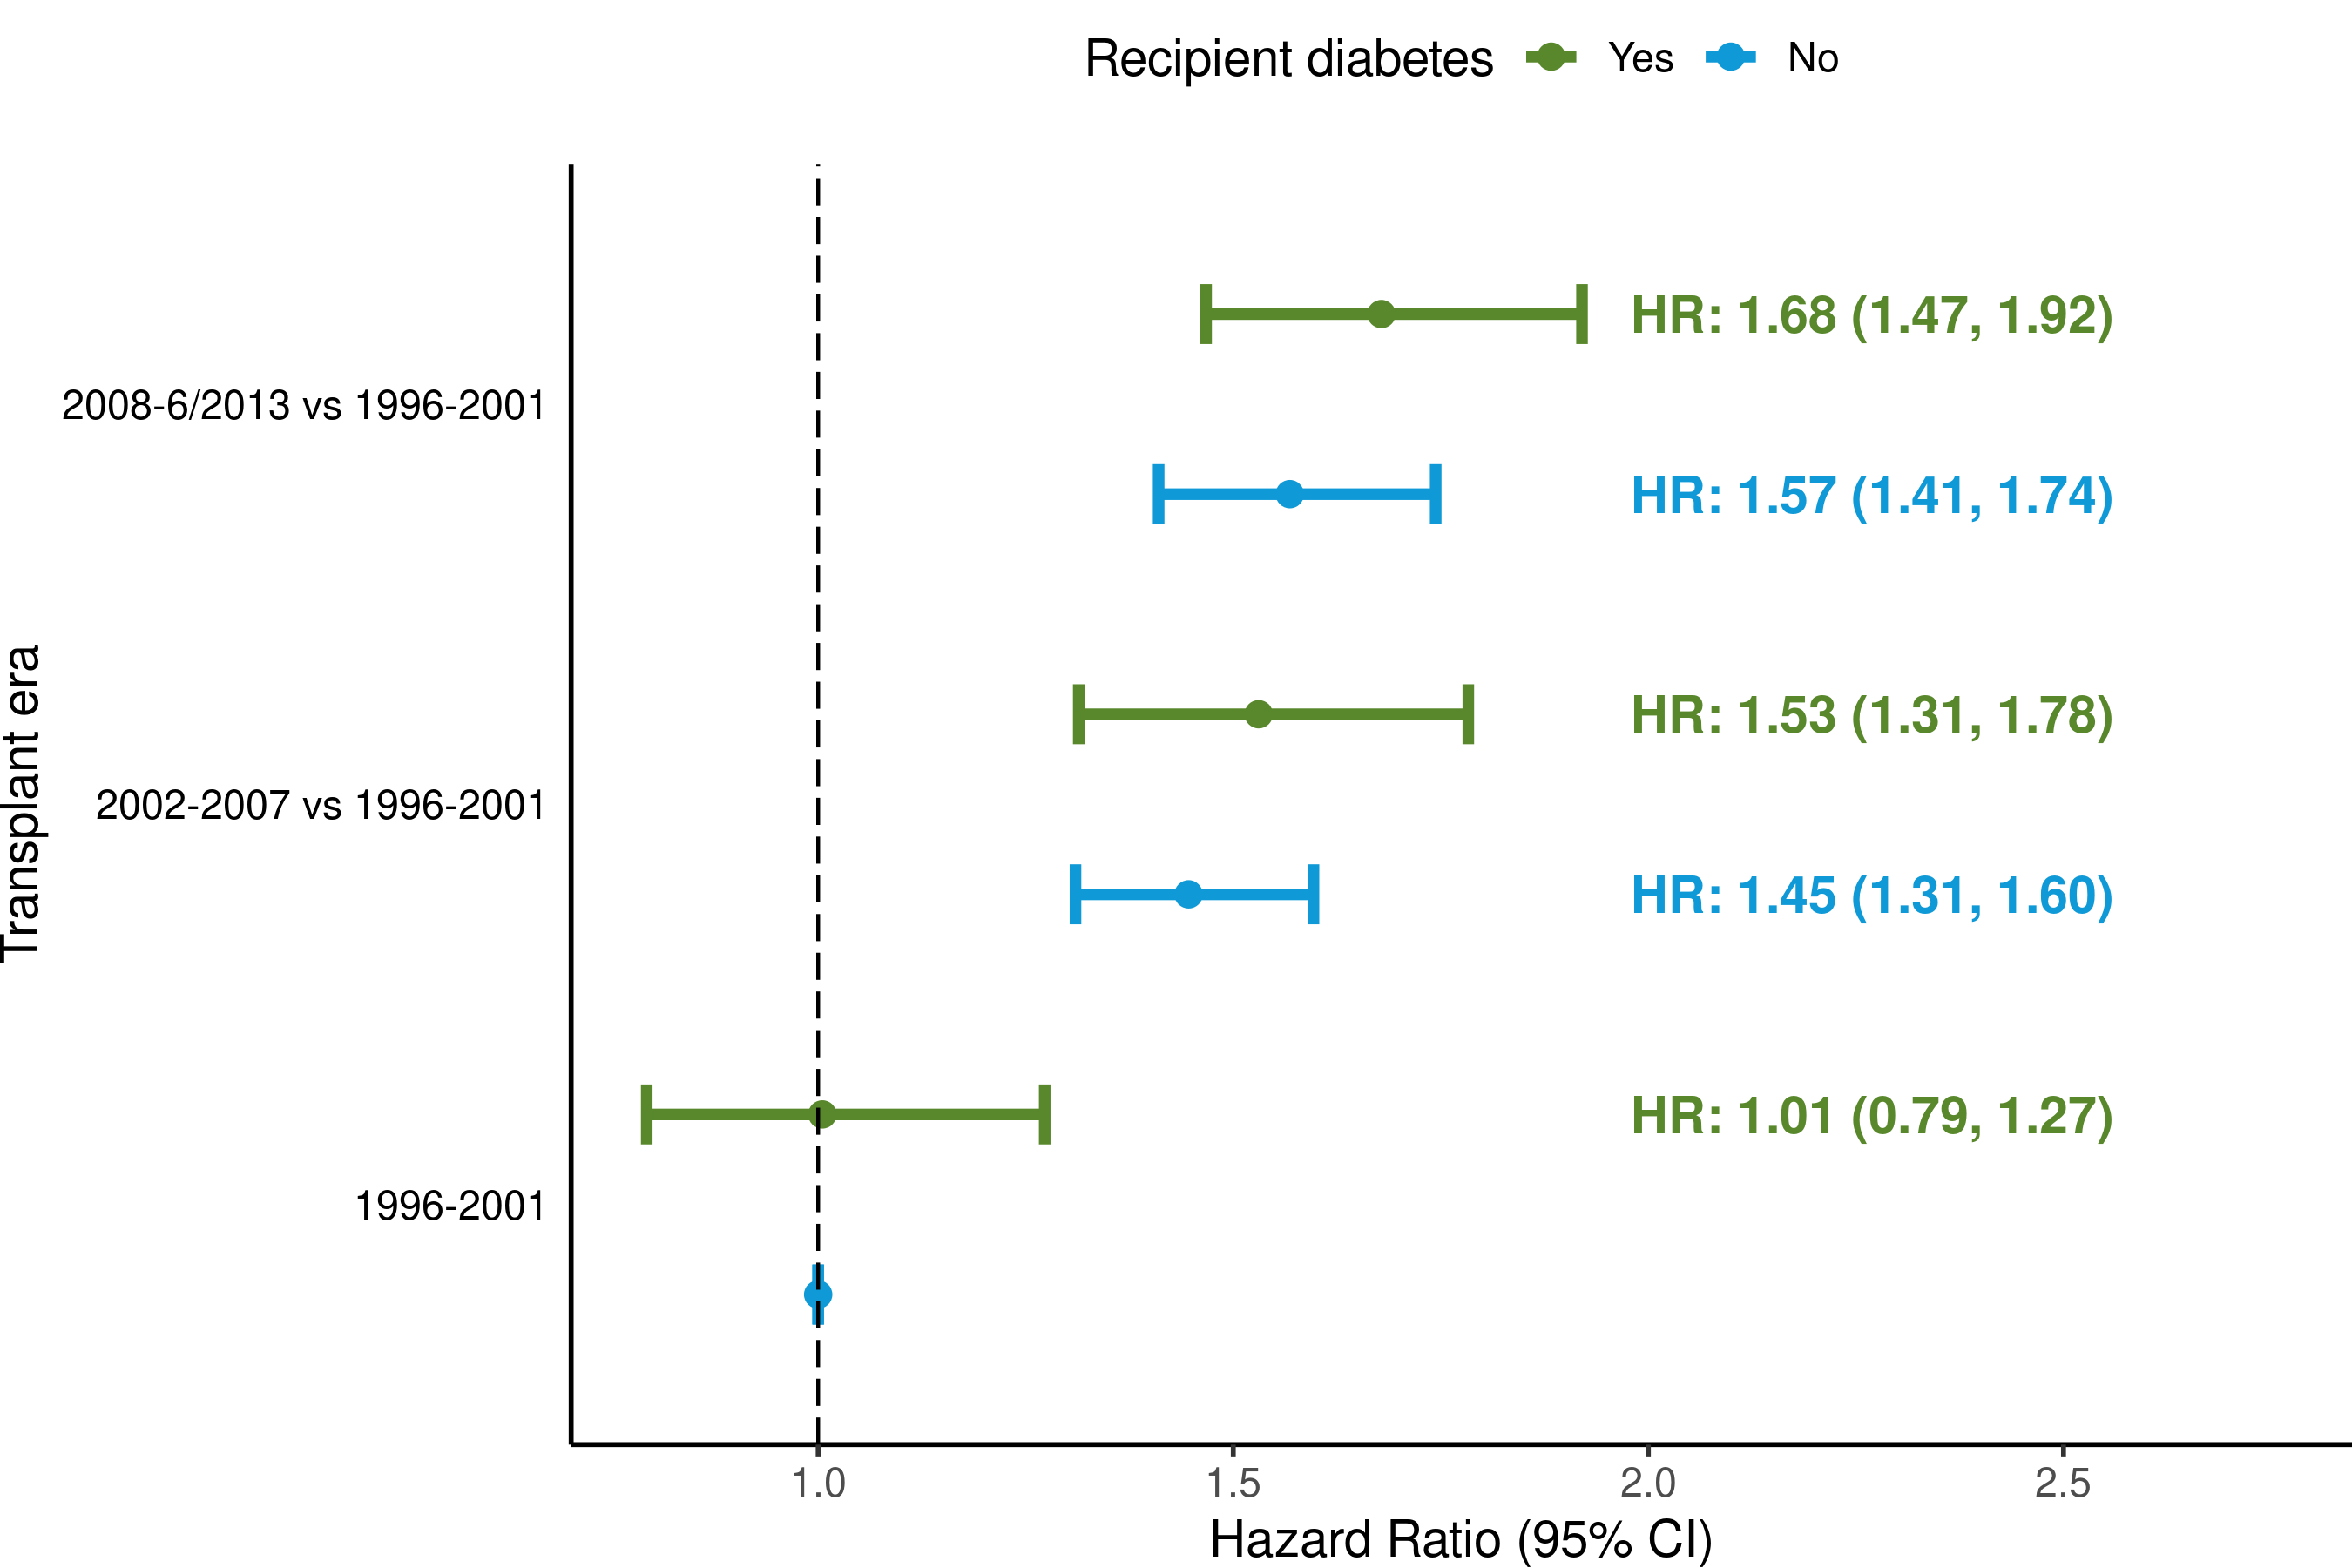 Recipient diabetes Yes No
HR: 1.68 (1.47, 1.92)
2008-6/2013 vs 1996-2001
HR: 1.57 (1.41, 1.74)
HR: 1.53 (1.31, 1.78)
Transplant era
2002-2007 vs 1996-2001
HR: 1.45 (1.31, 1.60)
HR: 1.01 (0.79, 1.27)
1996-2001
1.0 1.5 2.0 2.5
Hazard Ratio (95% CI)